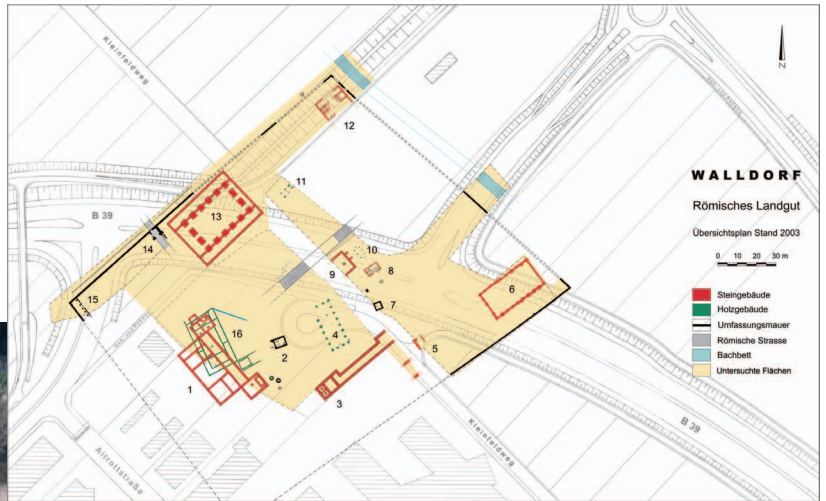 Kleinfeldweg
N
12
WALLDORF
Römisches Landgut
Übersichtsplan Stand 2003
0 10 20 30 m
11
13
B 39
14
10
9
8
15
7
6
16
4
2
5
1
3
Steingebäude
Holzgebäude
Umfassungsmauer
Römische Strasse
Bachbett
Untersuchte Flächen
B 39
Kleinfeldweg
Altrottstraße